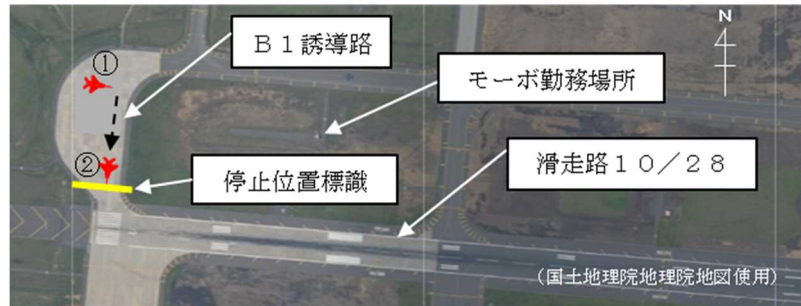 Ｂ１誘導路
N
①
モーボ勤務場所
②
停止位置標識
滑走路１０／２８
（国土地理院地理院地図使用）